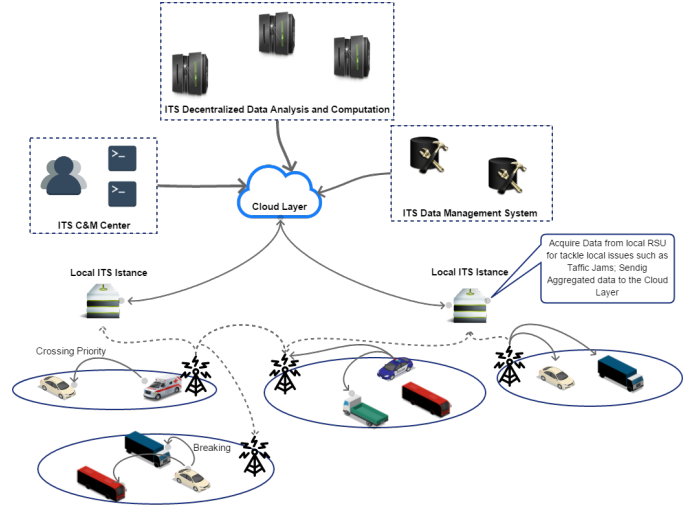 ITS Decentralized Data Analysis and Computation
>_
>_
ITS C&M Center
Cloud Layer
ITS Data Management System
Local ITS Istance
Local ITS Istance
Acquire Data from local RSU
for tackle local issues such as
Taffic Jams; Sendig
Aggregated data to the Cloud
Layer
Crossing Priority
Breaking